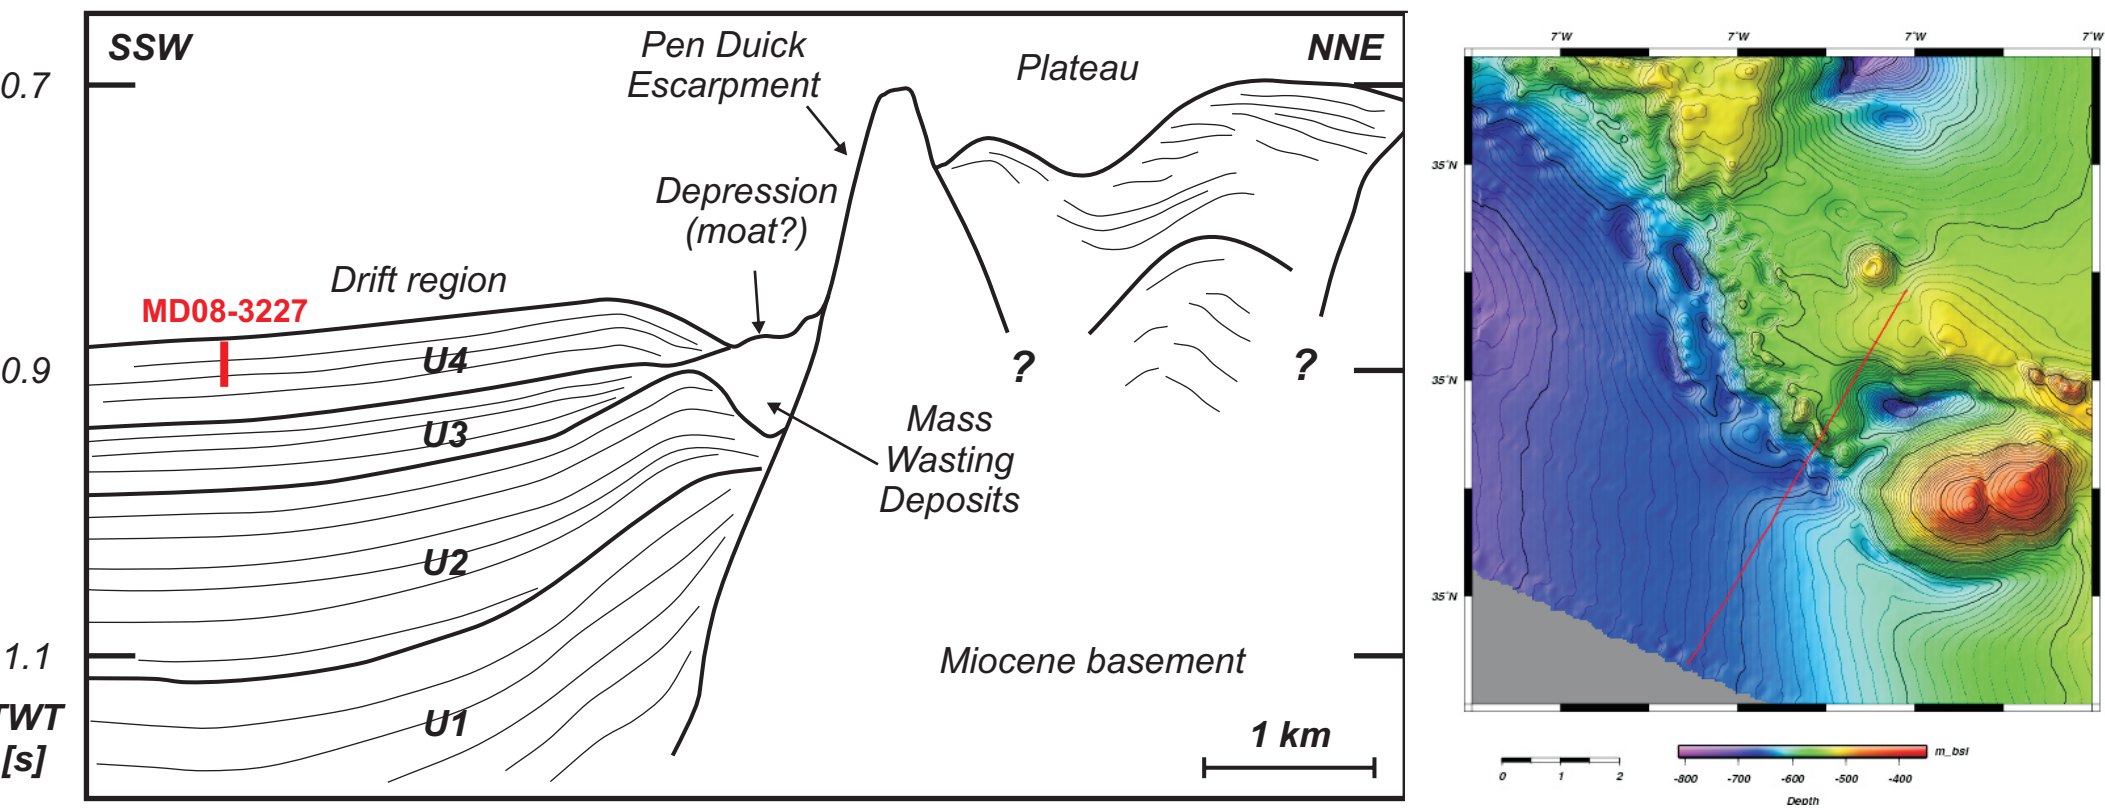 SSW
Pen Duick
Escarpment
Plateau
NNE
0.7
Depression
(moat?)
Drift region
MD08-3227
U4
0.9
?
?
U3
Mass
Wasting
Deposits
U2
1.1
Miocene basement
TWT
[s]
U1
1 km
7°W
7°W
7°W
7°W
35°N
35°N
35°N
0
1
2
-800
-700
-600
-500
-400
m_bsl
Depth